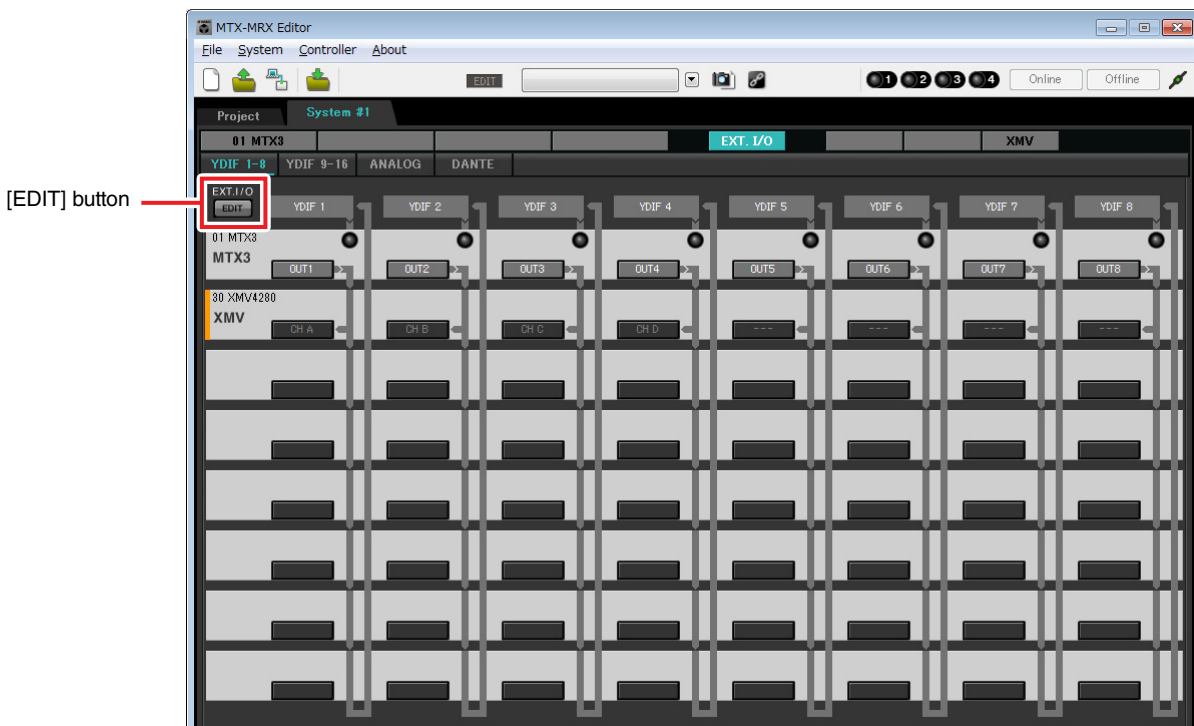 MTX-MRX Editor
File System Controller About
EDIT 1 2 3 4 Online Offline
Project System #1
01 MTX3 EXT. I/O XMV
YDIF 1-8 YDIF 9-16 ANALOG DANTE
[EDIT] button
EXT.I/O
EDIT YDIF 1 YDIF 2 YDIF 3 YDIF 4 YDIF 5 YDIF 6 YDIF 7 YDIF 8
01 MTX3
MTX3
OUT1 OUT2 OUT3 OUT4 OUT5 OUT6 OUT7 OUT8
30 XMV4280
XMV
CH A CH B CH C CH D --- --- --- ---